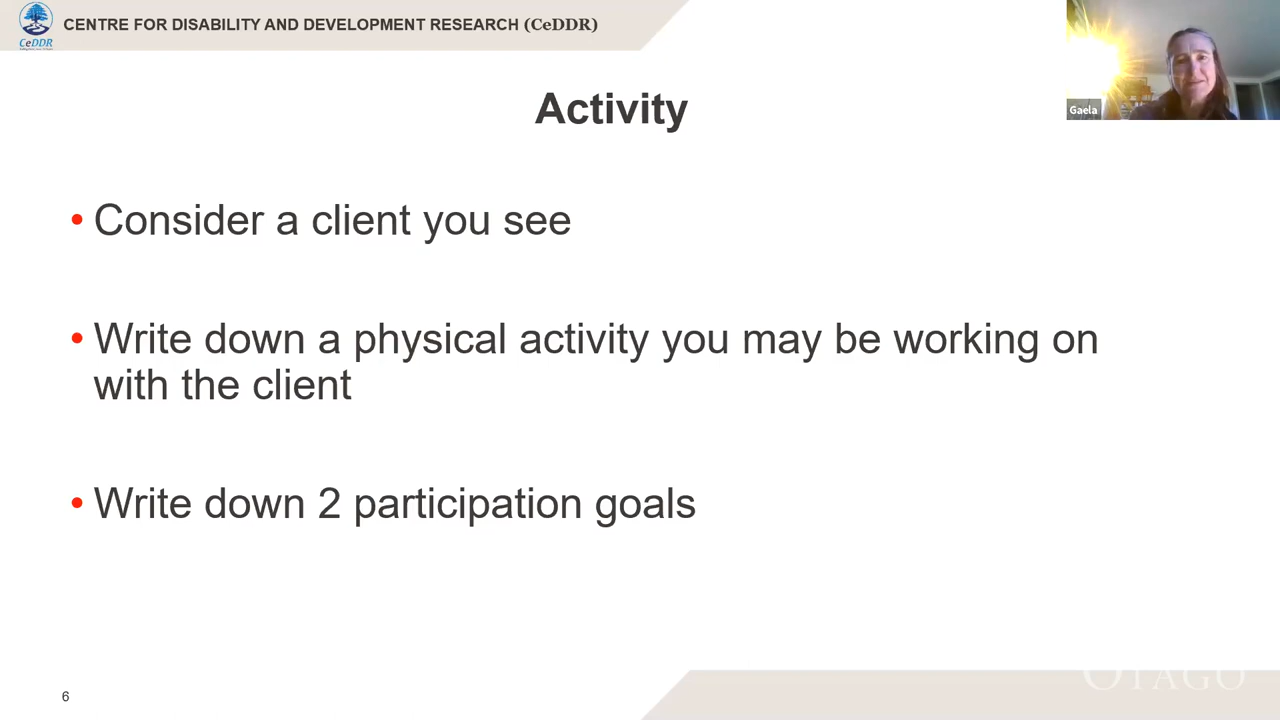 CENTRE FOR DISABILITY AND DEVELOPMENT RESEARCH (CeDDR)
CeDDR
Gaela
Activity
• Consider a client you see
• Write down a physical activity you may be working on
with the client
• Write down 2 participation goals
6
OTAGO